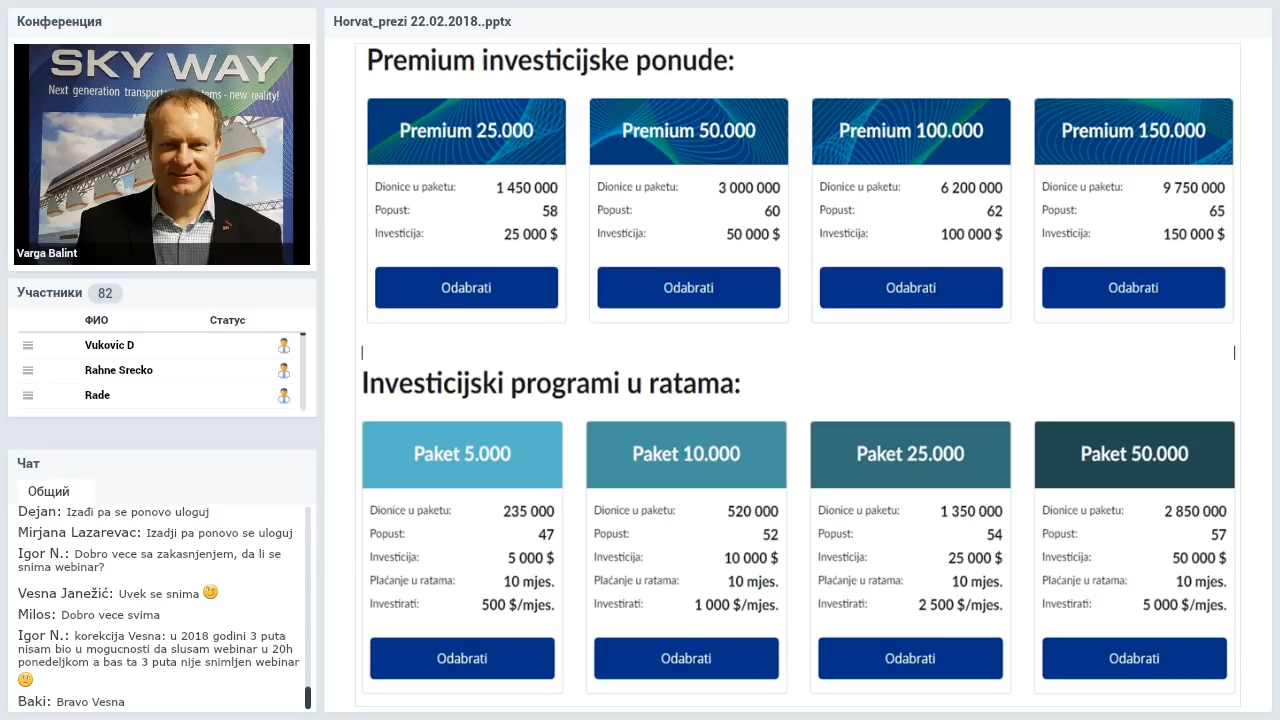 Конференция
SKY WAY
Next generation transportat
ems - new reality!
Varga Balint
Участники 82
ФИО Статус
Vukovic D
Rahne Srecko
Rade
Чат
Общий
Dejan: Izađi pa se ponovo uloguj
Mirjana Lazarevac: Izadji pa ponovo se uloguj
Igor N.: Dobro vece sa zakasnjenjem, da li se
snima webinar?
Vesna Janežić: Uvek se snima
Milos: Dobro vece svima
Igor N.: korekcija Vesna: u 2018 godini 3 puta
nisam bio u mogucnosti da slusam webinar u 20h
ponedeljkom a bas ta 3 puta nije snimljen webinar
Baki: Bravo Vesna
Horvat_prezi 22.02.2018..pptx
Premium investicijske ponude:
Premium 25.000
Dionice u paketu: 1 450 000
Popust: 58
Investicija: 25 000 $
Odabrati
Premium 50.000
Dionice u paketu: 3 000 000
Popust: 60
Investicija: 50 000 $
Odabrati
Premium 100.000
Dionice u paketu: 6 200 000
Popust: 62
Investicija: 100 000 $
Odabrati
Premium 150.000
Dionice u paketu: 9 750 000
Popust: 65
Investicija: 150 000 $
Odabrati
Investicijski programi u ratama:
Paket 5.000
Dionice u paketu: 235 000
Popust: 47
Investicija: 5 000 $
Plaćanje u ratama: 10 mjes.
Investirati: 500 $/mjes.
Odabrati
Paket 10.000
Dionice u paketu: 520 000
Popust: 52
Investicija: 10 000 $
Plaćanje u ratama: 10 mjes.
Investirati: 1 000 $/mjes.
Odabrati
Paket 25.000
Dionice u paketu: 1 350 000
Popust: 54
Investicija: 25 000 $
Plaćanje u ratama: 10 mjes.
Investirati: 2 500 $/mjes.
Odabrati
Paket 50.000
Dionice u paketu: 2 850 000
Popust: 57
Investicija: 50 000 $
Plaćanje u ratama: 10 mjes.
Investirati: 5 000 $/mjes.
Odabrati